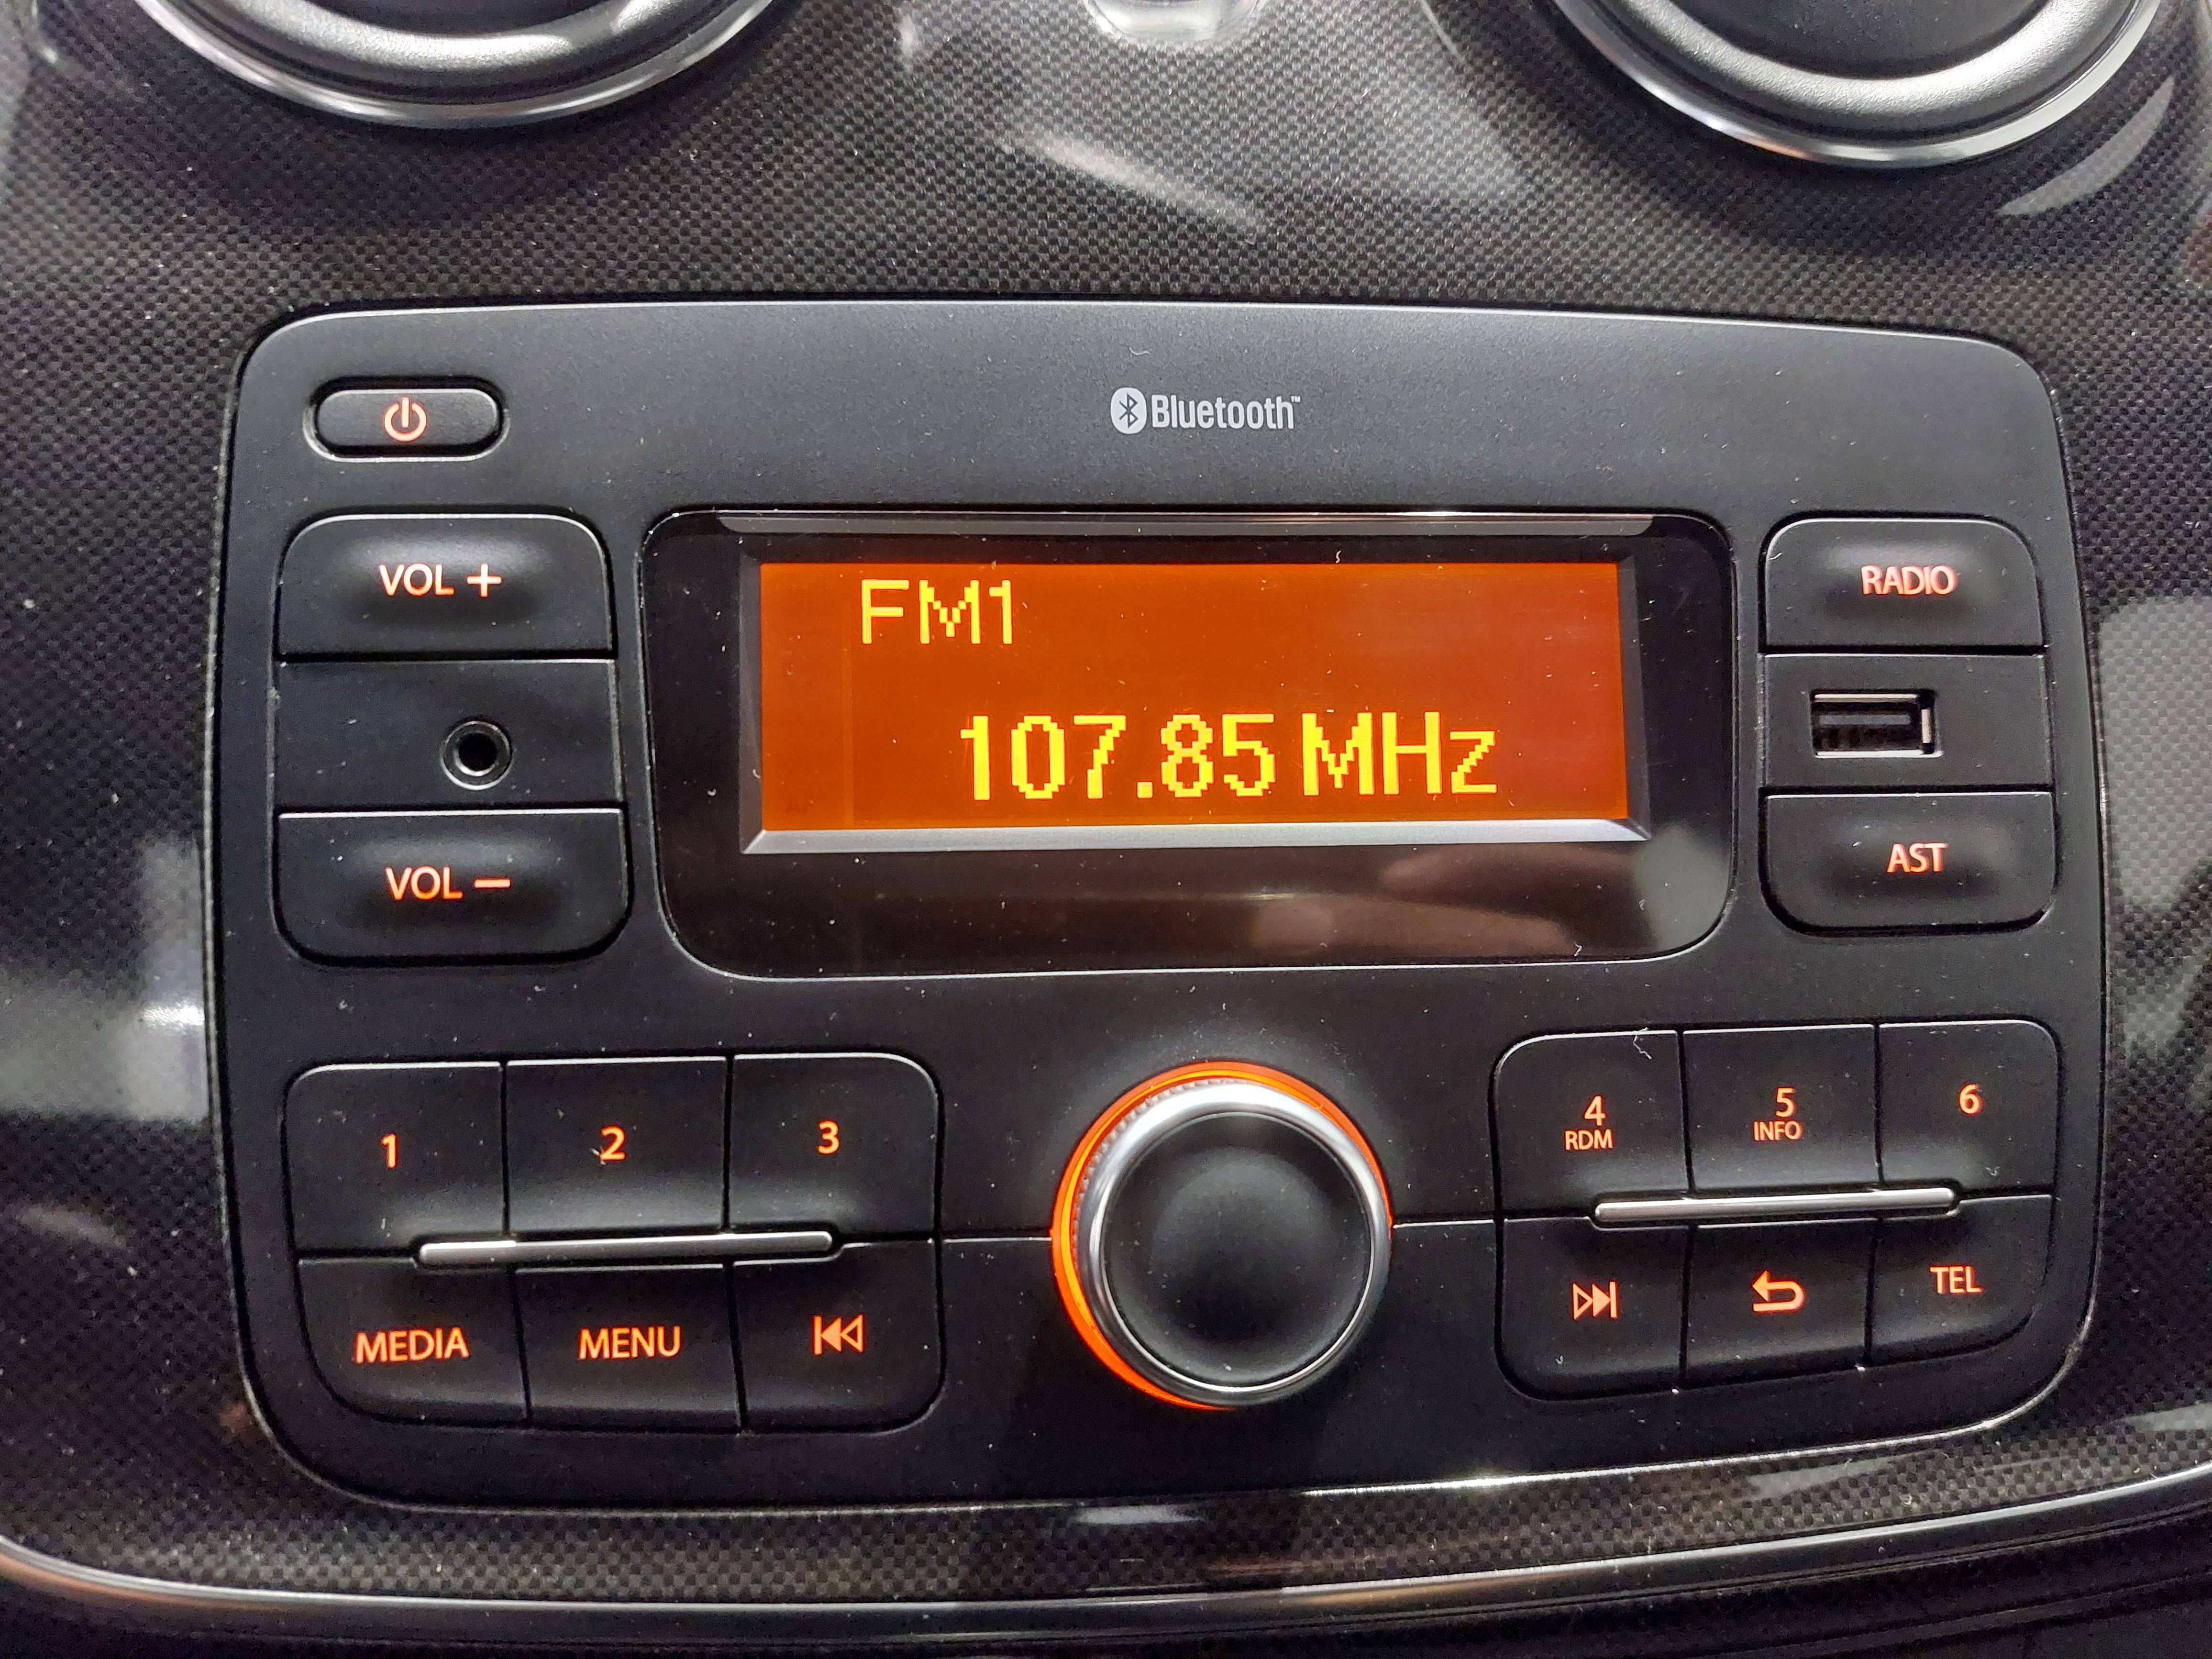 Bluetooth™
VOL +
FM1
RADIO
107.85 MHz
VOL −
AST
1 2 3
4 5 6
RDM INFO
MEDIA MENU
TEL